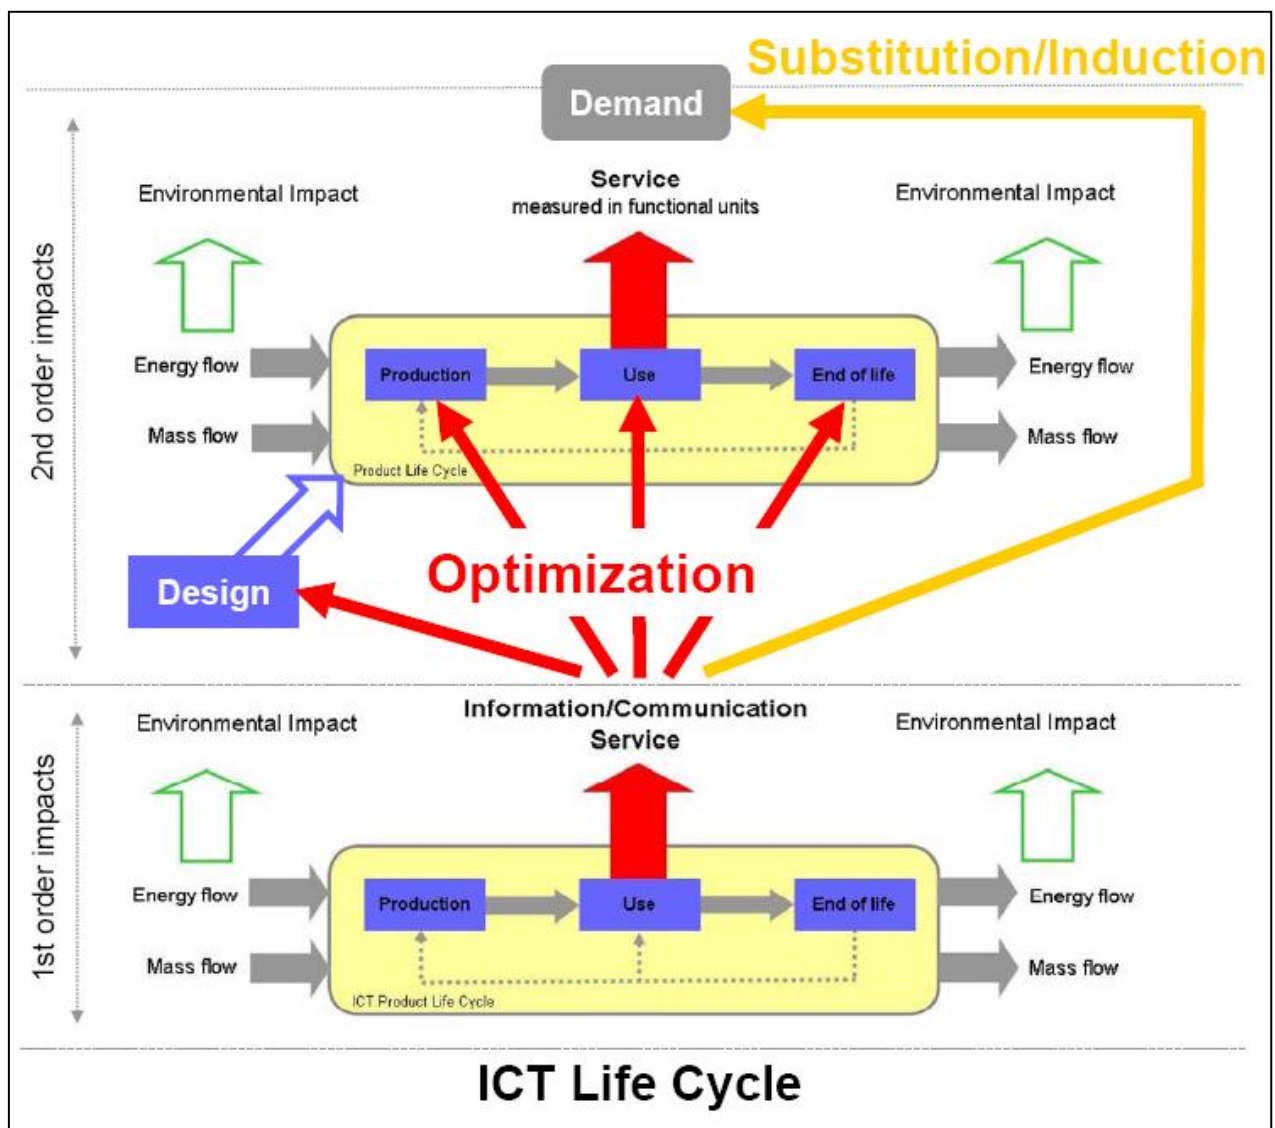 Substitution/Induction
Demand
Environmental Impact
Service
measured in functional units
Environmental Impact
2nd order impacts
Energy flow
Production
Use
End of life
Energy flow
Mass flow
Mass flow
Product Life Cycle
Optimization
Design
Information/Communication
Service
Environmental Impact
Environmental Impact
1st order impacts
Energy flow
Production
Use
End of life
Energy flow
Mass flow
Mass flow
ICT Product Life Cycle
ICT Life Cycle